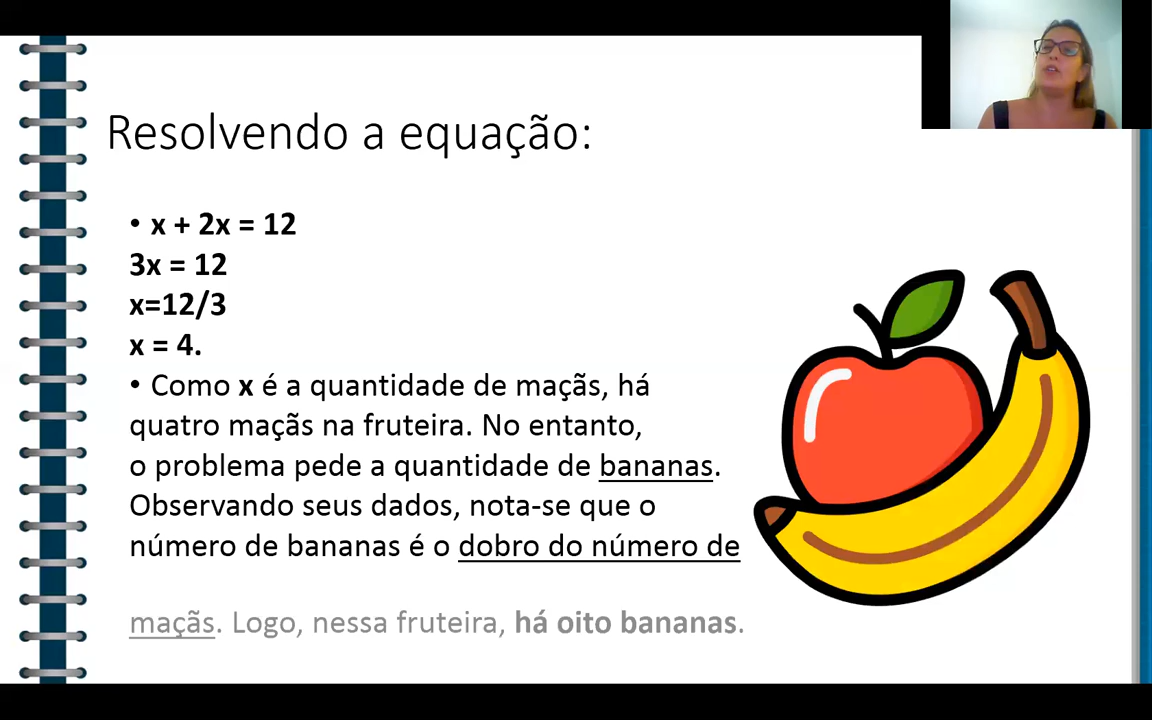 Resolvendo a equação:
• x + 2x = 12
3x = 12
x=12/3
x = 4.
• Como x é a quantidade de maçãs, há
quatro maçãs na fruteira. No entanto,
o problema pede a quantidade de bananas.
Observando seus dados, nota-se que o
número de bananas é o dobro do número de
maçãs. Logo, nessa fruteira, há oito bananas.